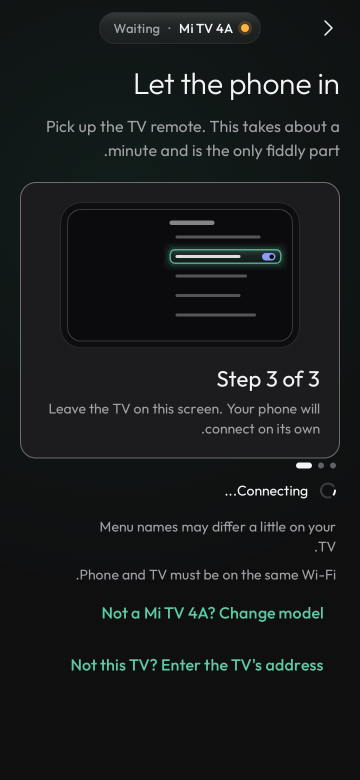 Waiting · Mi TV 4A
Let the phone in
Pick up the TV remote. This takes about a
.minute and is the only fiddly part
Step 3 of 3
Leave the TV on this screen. Your phone will
.connect on its own
...Connecting
Menu names may differ a little on your
.TV
.Phone and TV must be on the same Wi-Fi
Not a Mi TV 4A? Change model
Not this TV? Enter the TV's address